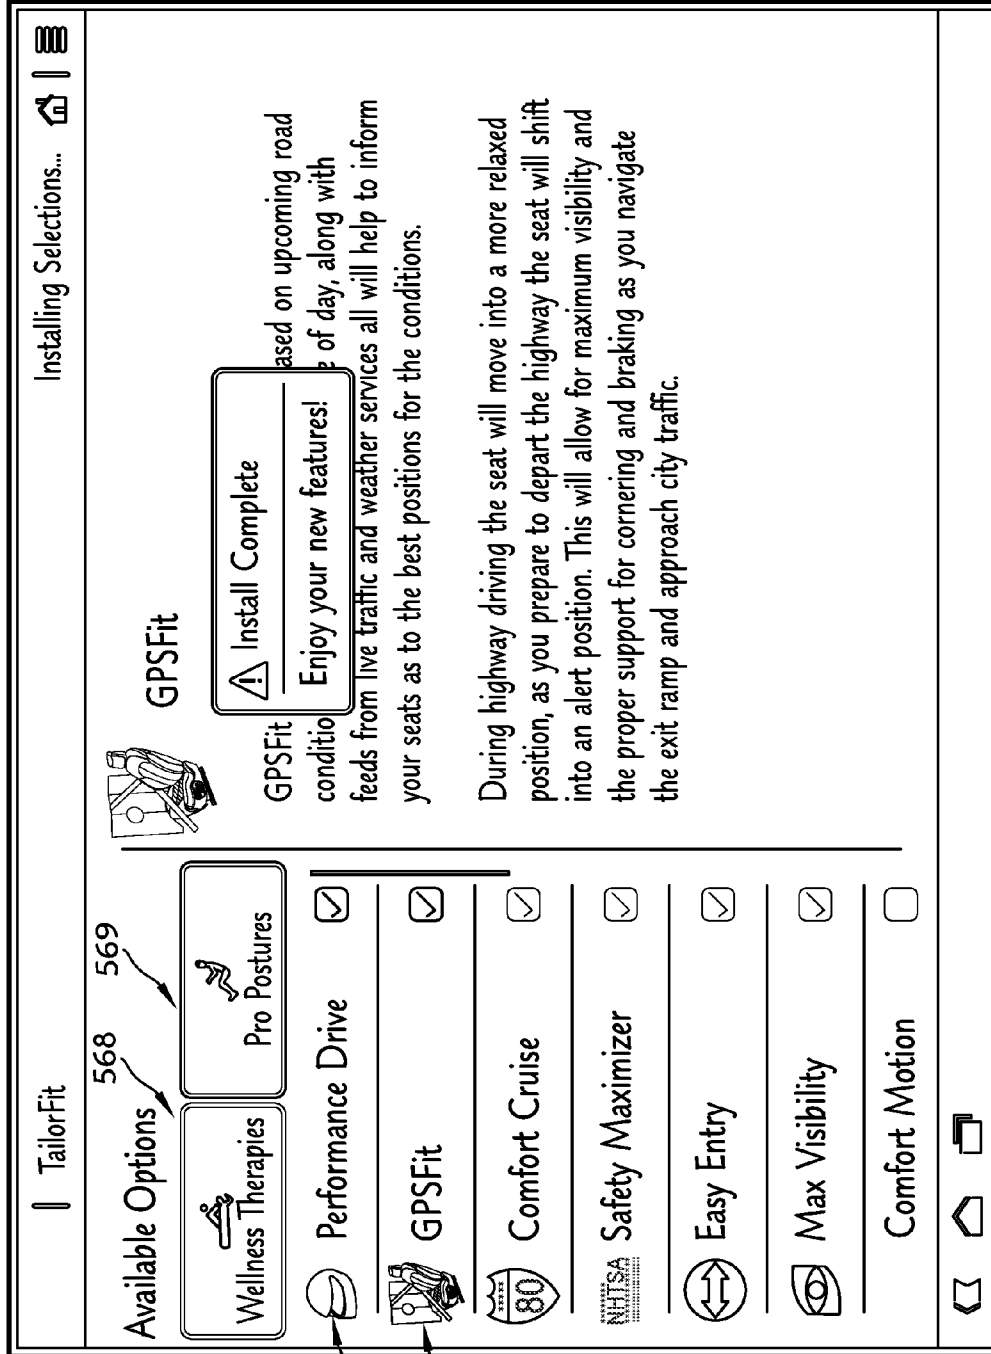 TailorFit
Installing Selections...
Available Options
568
569
Wellness Therapies
Pro Postures
Performance Drive
GPSFit
80
Comfort Cruise
NHTSA
Safety Maximizer
Easy Entry
Max Visibility
Comfort Motion
GPSFit
GPSFit ased on upcoming road
conditio e of day, along with
feeds from live traffic and weather services all will help to inform
your seats as to the best positions for the conditions.
Install Complete
Enjoy your new features!
During highway driving the seat will move into a more relaxed
position, as you prepare to depart the highway the seat will shift
into an alert position. This will allow for maximum visibility and
the proper support for cornering and braking as you navigate
the exit ramp and approach city traffic.